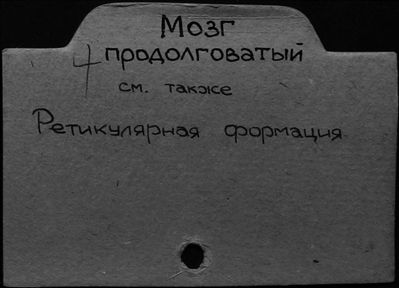 Мозг
продолговатый
см. также
Ретикулярная формация